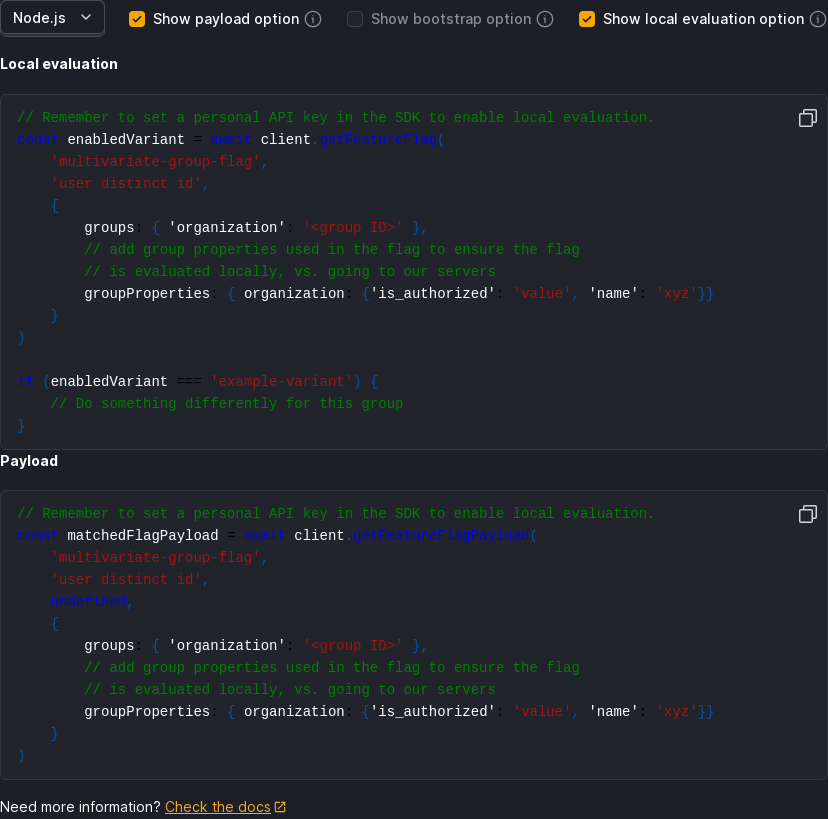 Node.js Show payload option Show bootstrap option Show local evaluation option
Local evaluation
// Remember to set a personal API key in the SDK to enable local evaluation.
const enabledVariant = await client.getFeatureFlag(
    'multivariate-group-flag',
    'user distinct id',
    {
        groups: { 'organization': '<group ID>' },
        // add group properties used in the flag to ensure the flag
        // is evaluated locally, vs. going to our servers
        groupProperties: { organization: {'is_authorized': 'value', 'name': 'xyz'}}
    }
)
if (enabledVariant === 'example-variant') {
    // Do something differently for this group
}
Payload
// Remember to set a personal API key in the SDK to enable local evaluation.
const matchedFlagPayload = await client.getFeatureFlagPayload(
    'multivariate-group-flag',
    'user distinct id',
    undefined,
    {
        groups: { 'organization': '<group ID>' },
        // add group properties used in the flag to ensure the flag
        // is evaluated locally, vs. going to our servers
        groupProperties: { organization: {'is_authorized': 'value', 'name': 'xyz'}}
    }
)
Need more information? Check the docs